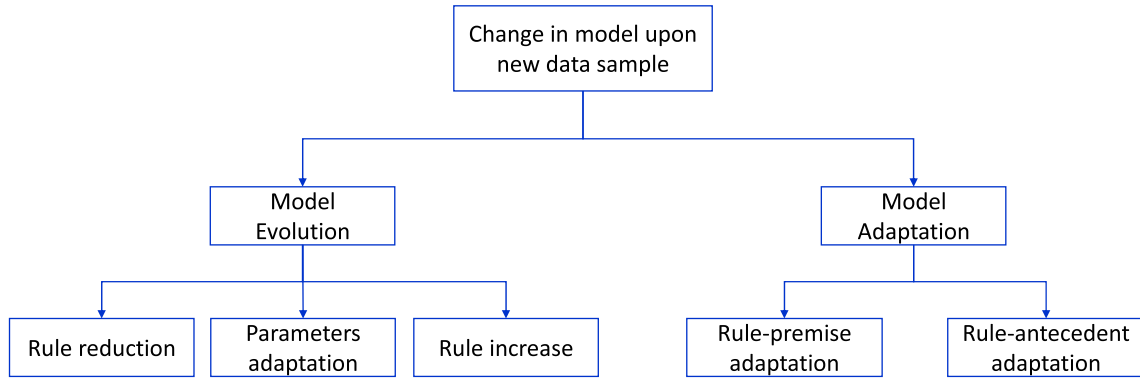 Change in model upon
new data sample
Model
Evolution
Model
Adaptation
Rule reduction
Parameters
adaptation
Rule increase
Rule-premise
adaptation
Rule-antecedent
adaptation